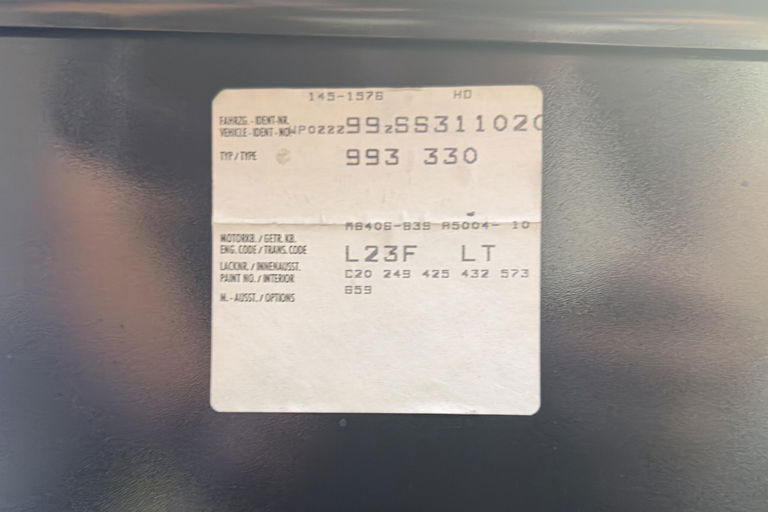 145-1576 HD
FAHRZG. - IDENT-NR.
VEHICLE - IDENT - NO WP0ZZZ99ZSS311020
TYP / TYPE 993 330
M6406-63S A5004- 10
MOTORKB. / GETR. KB.
ENG. CODE / TRANS. CODE L23F LT
LACKNR. / INNENAUSST.
PAINT NO. / INTERIOR C20 249 425 432 573
M. - AUSST. / OPTIONS 659